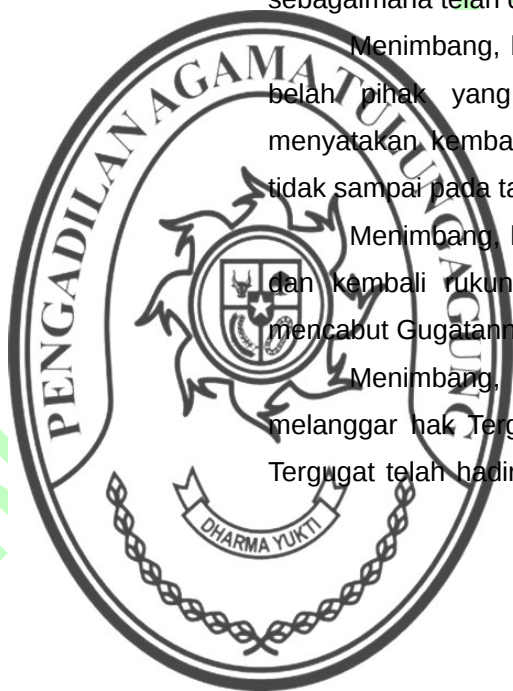 sebagaimana telah
Menimbang,
belah pihak yang
menyatakan kemba
tidak sampai pada ta
Menimbang,
dan kembali rukun
mencabut Gugatann
Menimbang,
melanggar hak Terg
Tergugat telah hadir
PENGADILAN AGAMA TULUNGAGUNG
DHARMA YUKTI